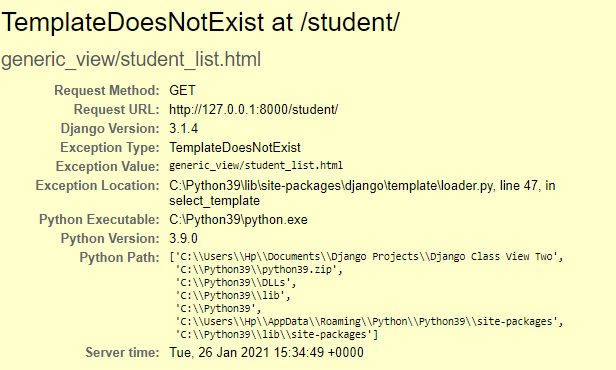 TemplateDoesNotExist at /student/
generic_view/student_list.html
Request Method: GET
Request URL: http://127.0.0.1:8000/student/
Django Version: 3.1.4
Exception Type: TemplateDoesNotExist
Exception Value: generic_view/student_list.html
Exception Location: C:\Python39\lib\site-packages\django\template\loader.py, line 47, in
select_template
Python Executable: C:\Python39\python.exe
Python Version: 3.9.0
Python Path: ['C:\\Users\\Hp\\Documents\\Django Projects\\Django Class View Two',
'C:\\Python39\\python39.zip',
'C:\\Python39\\DLLs',
'C:\\Python39\\lib',
'C:\\Python39',
'C:\\Users\\Hp\\AppData\\Roaming\\Python\\Python39\\site-packages',
'C:\\Python39\\lib\\site-packages']
Server time: Tue, 26 Jan 2021 15:34:49 +0000